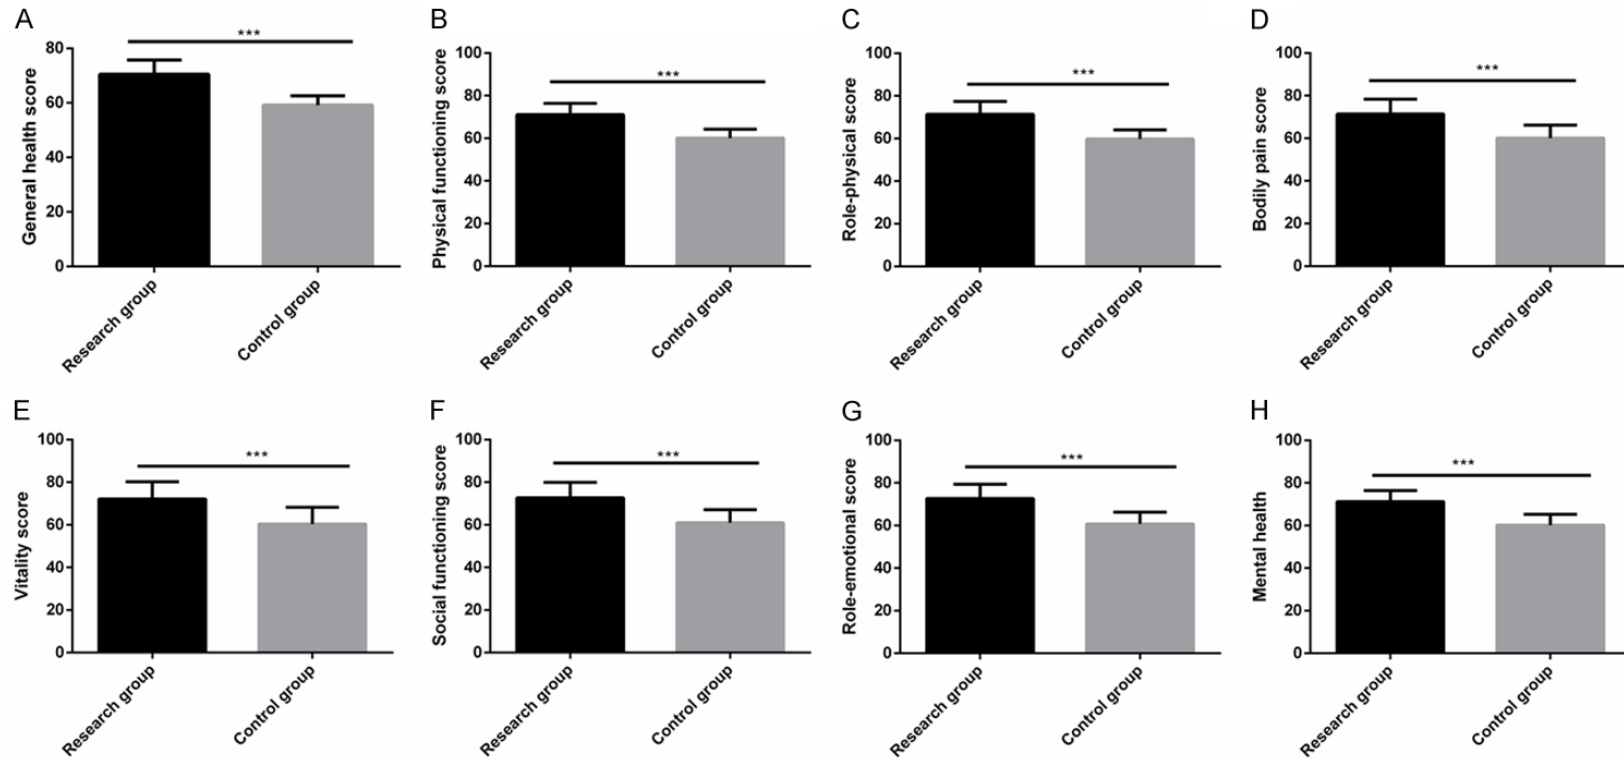 A
General health score
80
60
40
20
0
***
Research group
Control group
B
Physical functioning score
100
80
60
40
20
0
***
Research group
Control group
C
Role-physical score
100
80
60
40
20
0
***
Research group
Control group
D
Bodily pain score
100
80
60
40
20
0
***
Research group
Control group
E
Vitality score
100
80
60
40
20
0
***
Research group
Control group
F
Social functioning score
100
80
60
40
20
0
***
Research group
Control group
G
Role-emotional score
100
80
60
40
20
0
***
Research group
Control group
H
Mental health
100
80
60
40
20
0
***
Research group
Control group